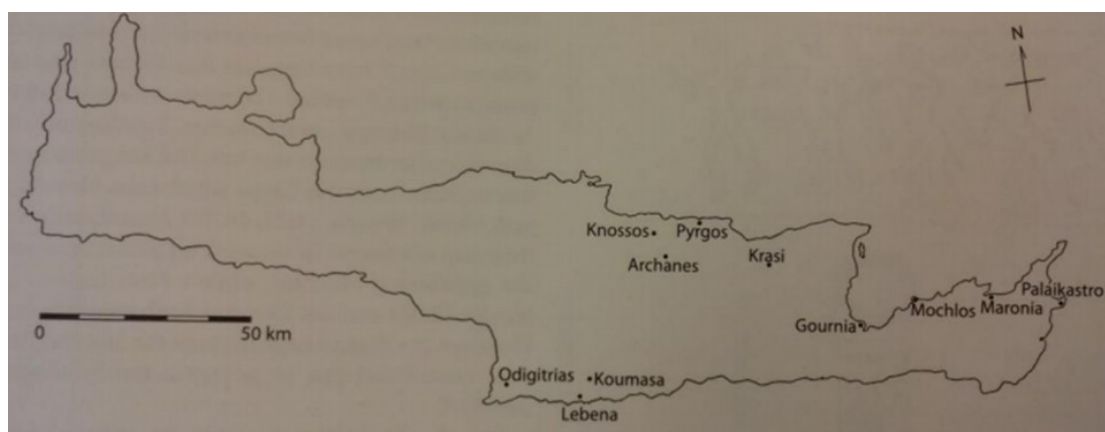 N
Knossos
Pyrgos
Archanes
Krasi
Palaikastro
Mochlos
Maronia
Gournia
0
50 km
Odigitrias
Koumasa
Lebena